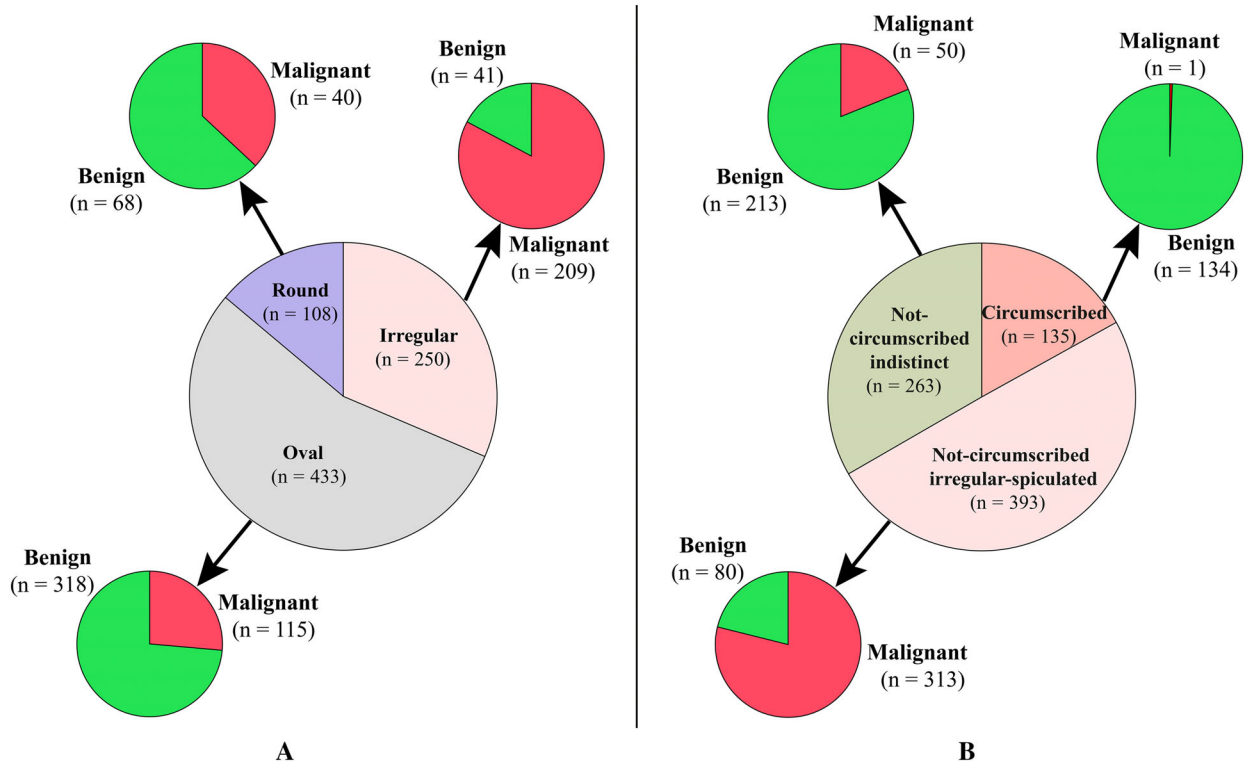 Malignant
(n = 40)
Benign
(n = 68)
Benign
(n = 41)
Malignant
(n = 209)
Round
(n = 108)
Irregular
(n = 250)
Oval
(n = 433)
Benign
(n = 318)
Malignant
(n = 115)
A
Malignant
(n = 50)
Benign
(n = 213)
Malignant
(n = 1)
Benign
(n = 134)
Not-
circumscribed
indistinct
(n = 263)
Circumscribed
(n = 135)
Not-circumscribed
irregular-spiculated
(n = 393)
Benign
(n = 80)
Malignant
(n = 313)
B